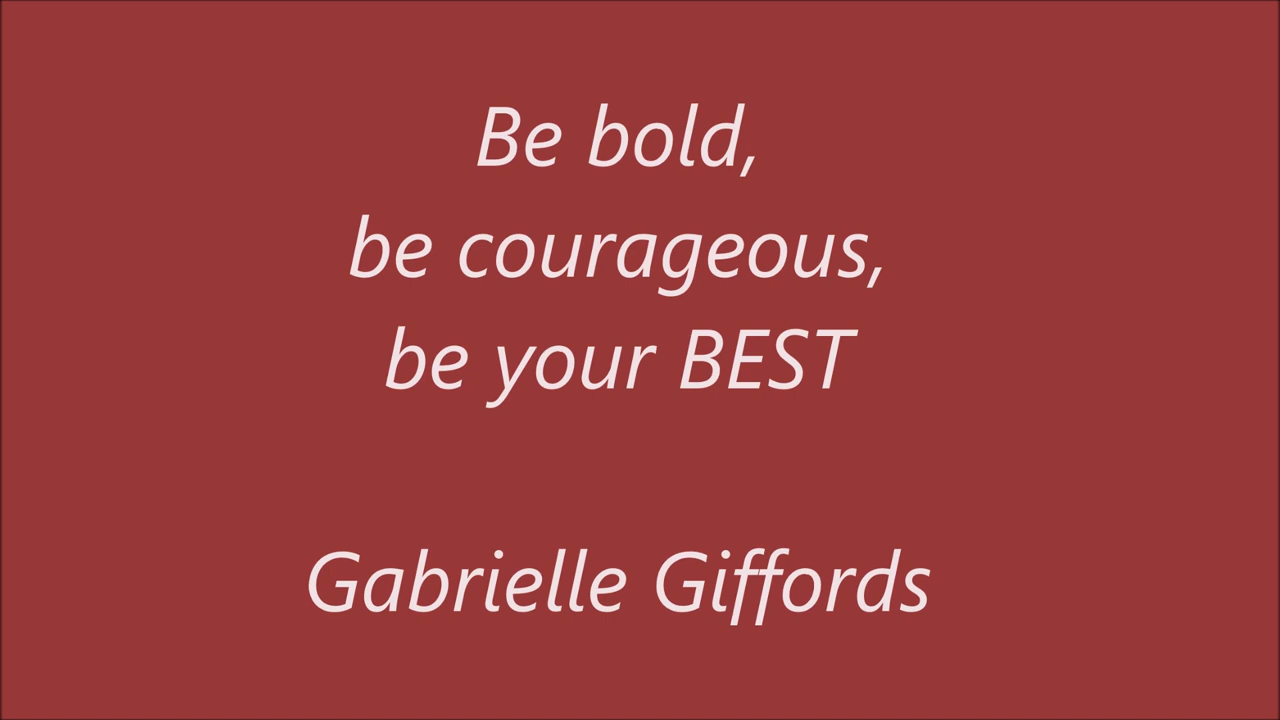 Be bold,
be courageous,
be your BEST
Gabrielle Giffords